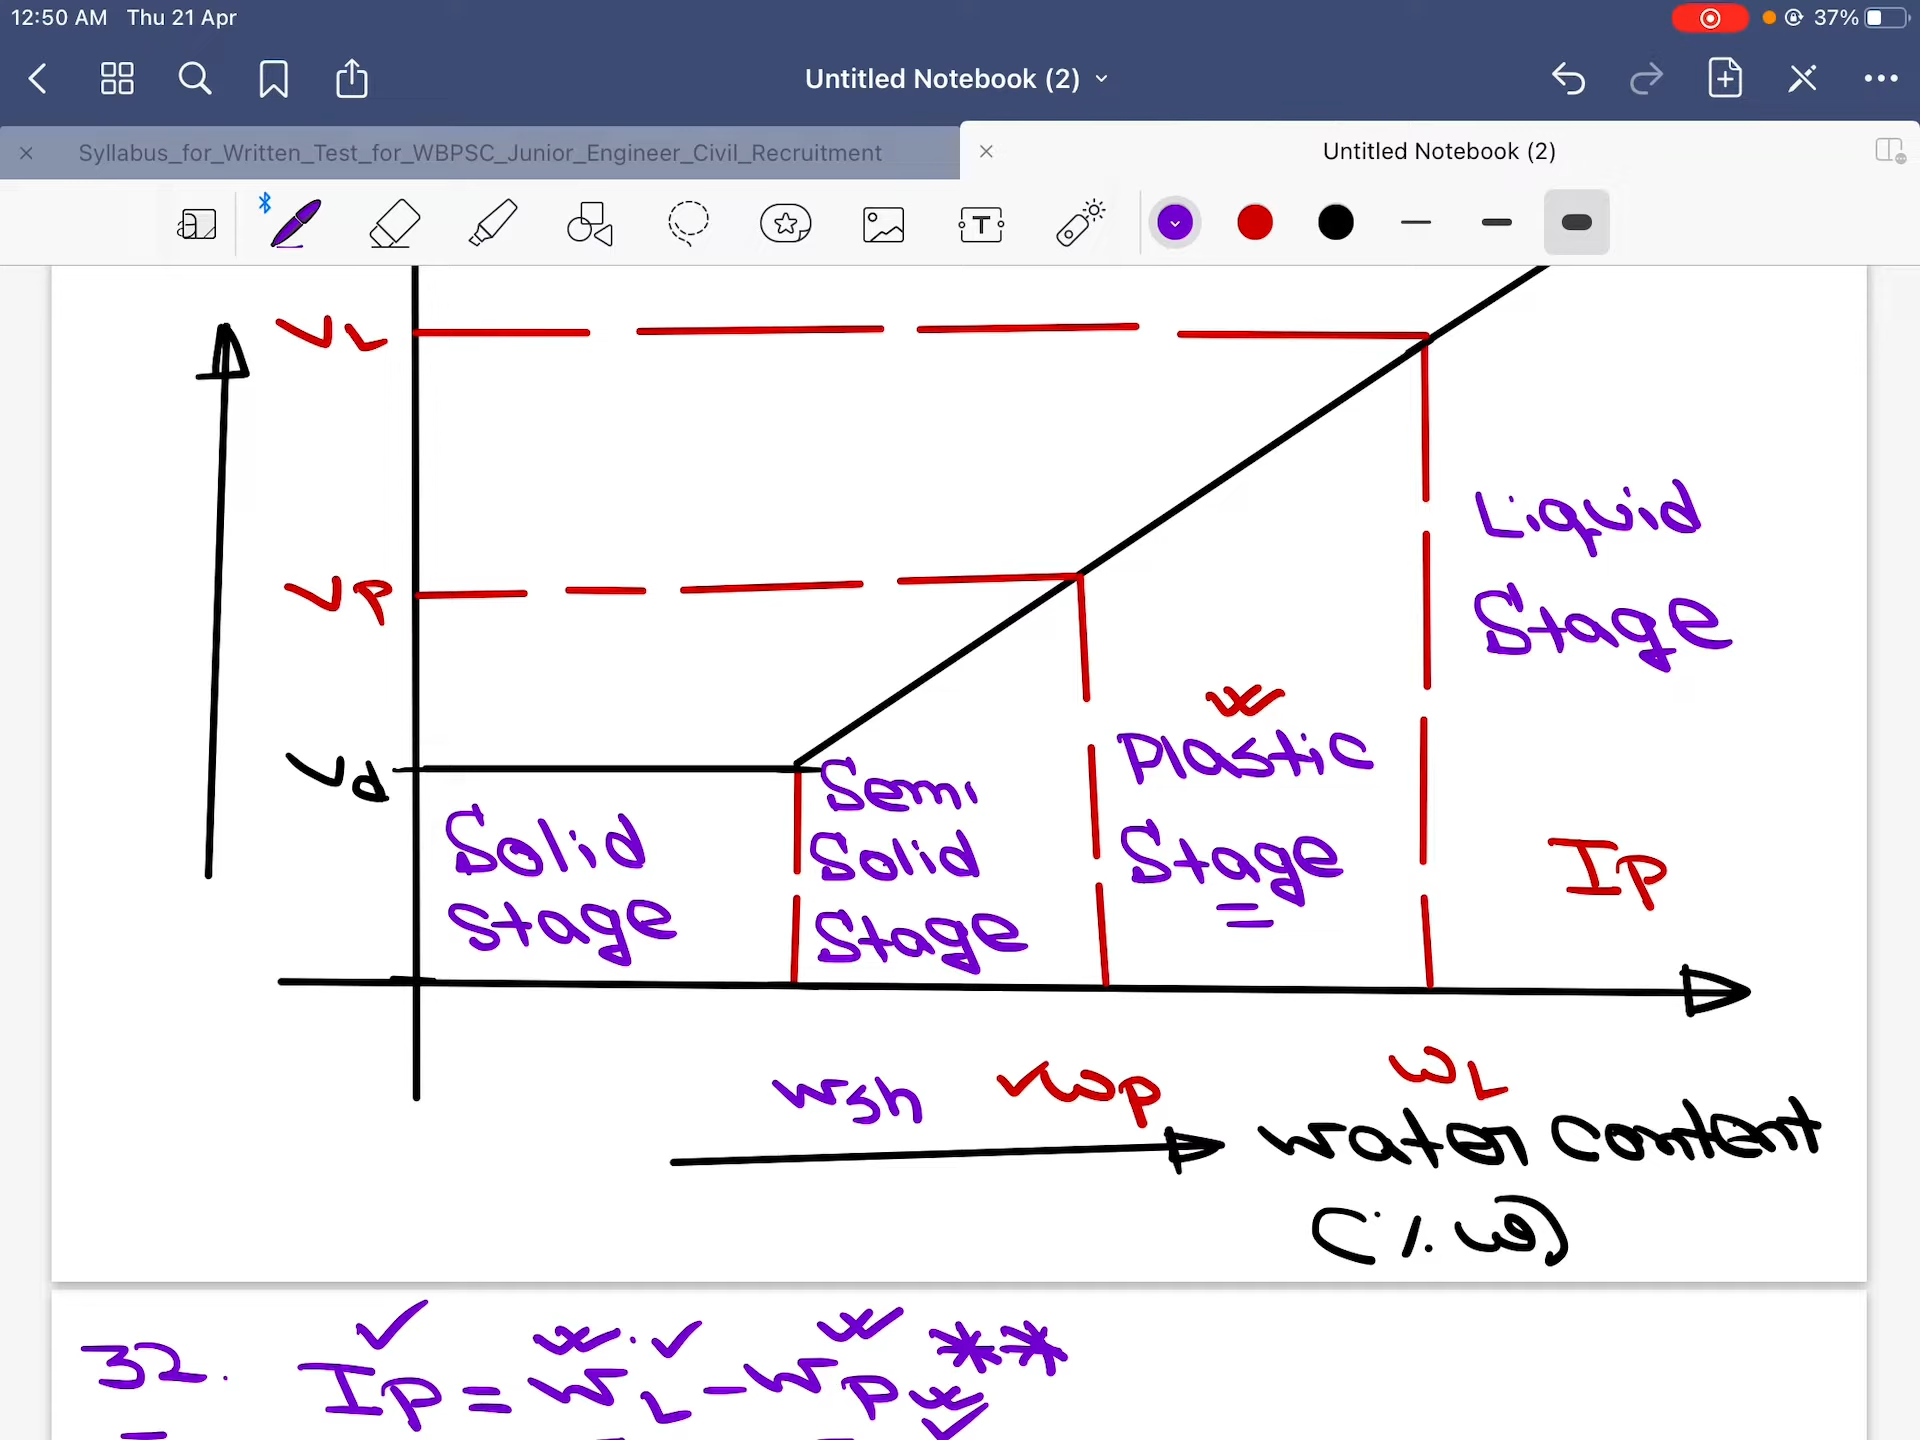 12:50 AM Thu 21 Apr
37%
Untitled Notebook (2)
Syllabus_for_Written_Test_for_WBPSC_Junior_Engineer_Civil_Recruitment
Untitled Notebook (2)
T
VL
Liquid
Stage
Vp
Plastic
Stage
Vd
Semi
Solid
Stage
Solid
stage
Ip
wsh
wp
wL
water content
(% w)
32. Ip = wL - wp **